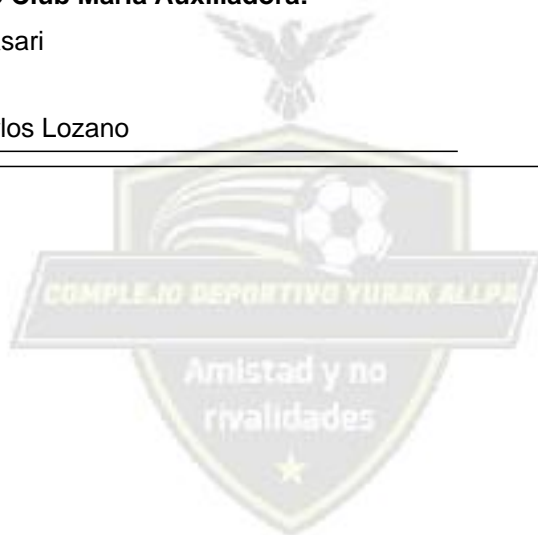 Club María Auxiliadora:
sari
los Lozano
COMPLEJO DEPORTIVO YURAK ALLPA
Amistad y no
rivalidades